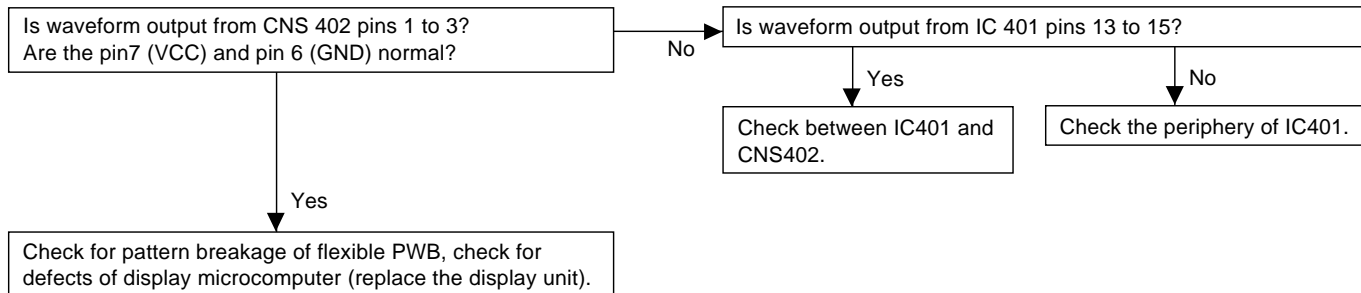 Is waveform output from CNS 402 pins 1 to 3?
Are the pin7 (VCC) and pin 6 (GND) normal?
No
Is waveform output from IC 401 pins 13 to 15?
Yes
No
Check between IC401 and
CNS402.
Check the periphery of IC401.
Yes
Check for pattern breakage of flexible PWB, check for
defects of display microcomputer (replace the display unit).